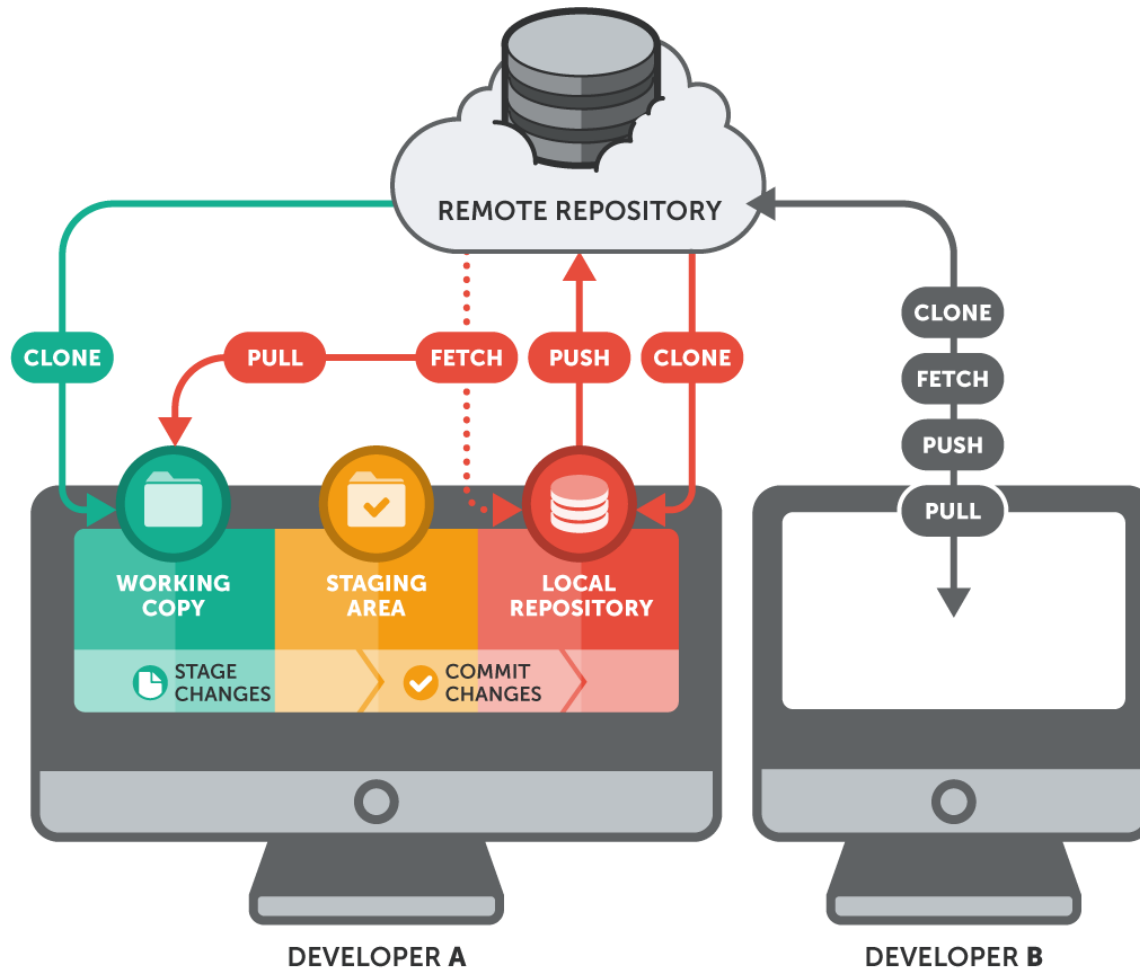 REMOTE REPOSITORY
CLONE
PULL
FETCH
PUSH
CLONE
CLONE
FETCH
PUSH
PULL
WORKING
COPY
STAGING
AREA
LOCAL
REPOSITORY
STAGE
CHANGES
COMMIT
CHANGES
DEVELOPER A
DEVELOPER B